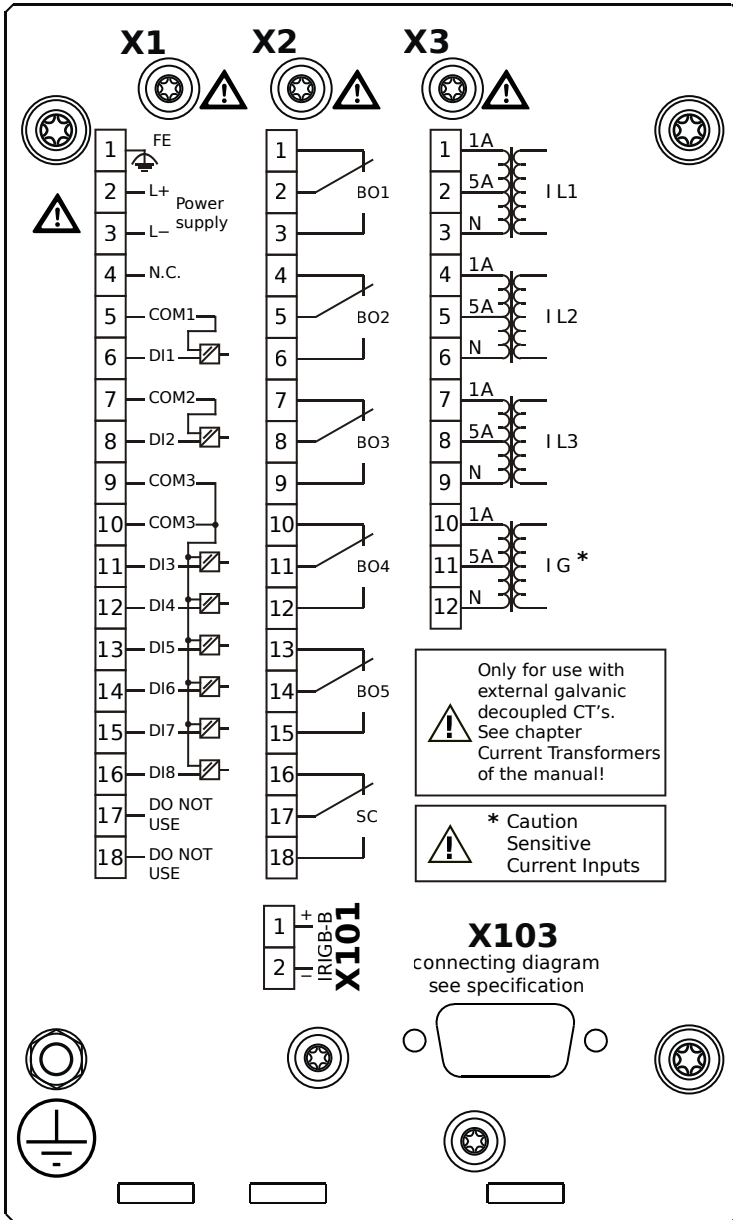 X1 X2 X3
1 FE
2 L+
Power
supply
3 L−
4 N.C.
5 COM1
6 DI1
7 COM2
8 DI2
9 COM3
10 COM3
11 DI3
12 DI4
13 DI5
14 DI6
15 DI7
16 DI8
17 DO NOT
USE
18 DO NOT
USE
1
2 BO1
3
4
5 BO2
6
7
8 BO3
9
10
11 BO4
12
13
14 BO5
15
16
17 SC
18
1 1A
2 5A I L1
3 N
4 1A
5 5A I L2
6 N
7 1A
8 5A I L3
9 N
10 1A
11 5A I G *
12 N
! Only for use with
external galvanic
decoupled CT's.
See chapter
Current Transformers
of the manual!
! * Caution
Sensitive
Current Inputs
1 +
2 −
IRIGB-B
X101
X103
connecting diagram
see specification